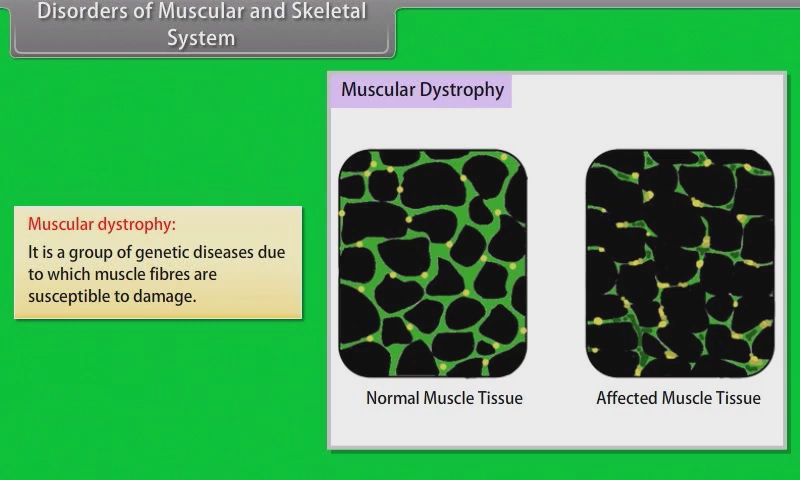 Disorders of Muscular and Skeletal
System
Muscular Dystrophy
Muscular dystrophy:
It is a group of genetic diseases due
to which muscle fibres are
susceptible to damage.
Normal Muscle Tissue
Affected Muscle Tissue